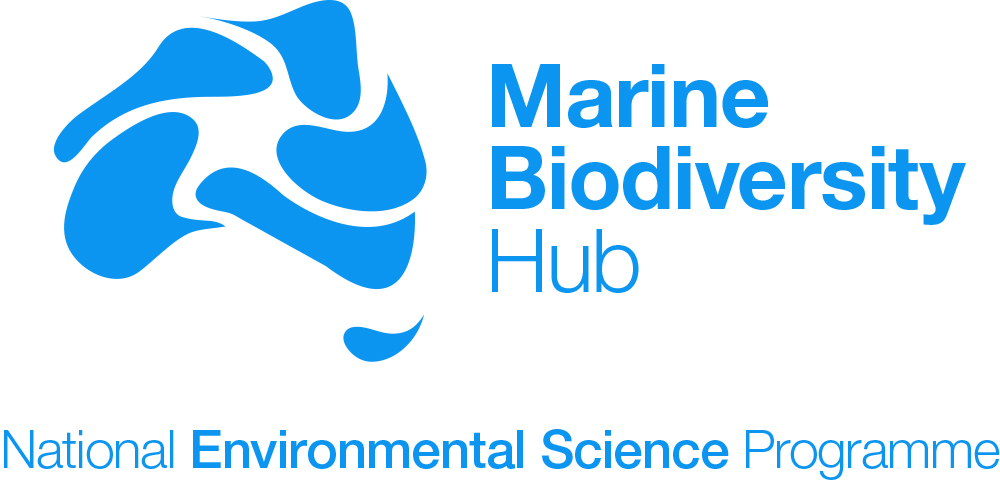 Marine
Biodiversity
Hub
National Environmental Science Programme